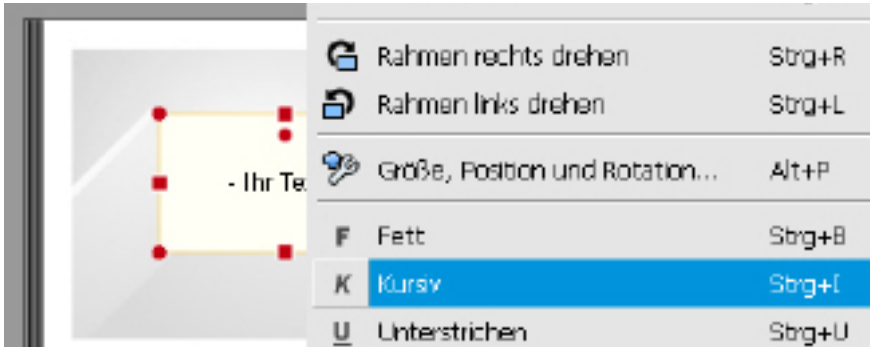 Rahmen rechts drehen Strg+R
Rahmen links drehen Strg+L
Größe, Position und Rotation... Alt+P
- Ihr Te
F Fett Strg+B
K Kursiv Strg+I
U Unterstrichen Strg+U